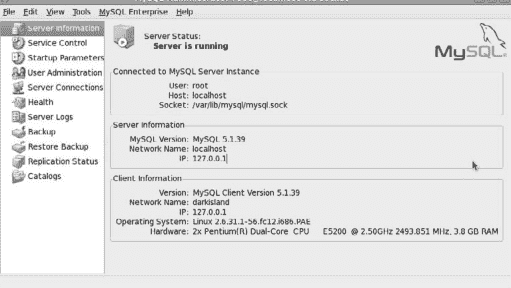 File Edit View Tools MySQL Enterprise Help
Server Information
Service Control
Startup Parameters
User Administration
Server Connections
Health
Server Logs
Backup
Restore Backup
Replication Status
Catalogs
Server Status:
Server is running
MySQL
Connected to MySQL Server Instance
User: root
Host: localhost
Socket: /var/lib/mysql/mysql.sock
Server Information
MySQL Version: MySQL 5.1.39
Network Name: localhost
IP: 127.0.0.1
Client Information
Version: MySQL Client Version 5.1.39
Network Name: darkisland
IP: 127.0.0.1
Operating System: Linux 2.6.31.1-56.fc12.i686.PAE
Hardware: 2x Pentium(R) Dual-Core CPU E5200 @ 2.50GHz 2493.851 MHz, 3.8 GB RAM